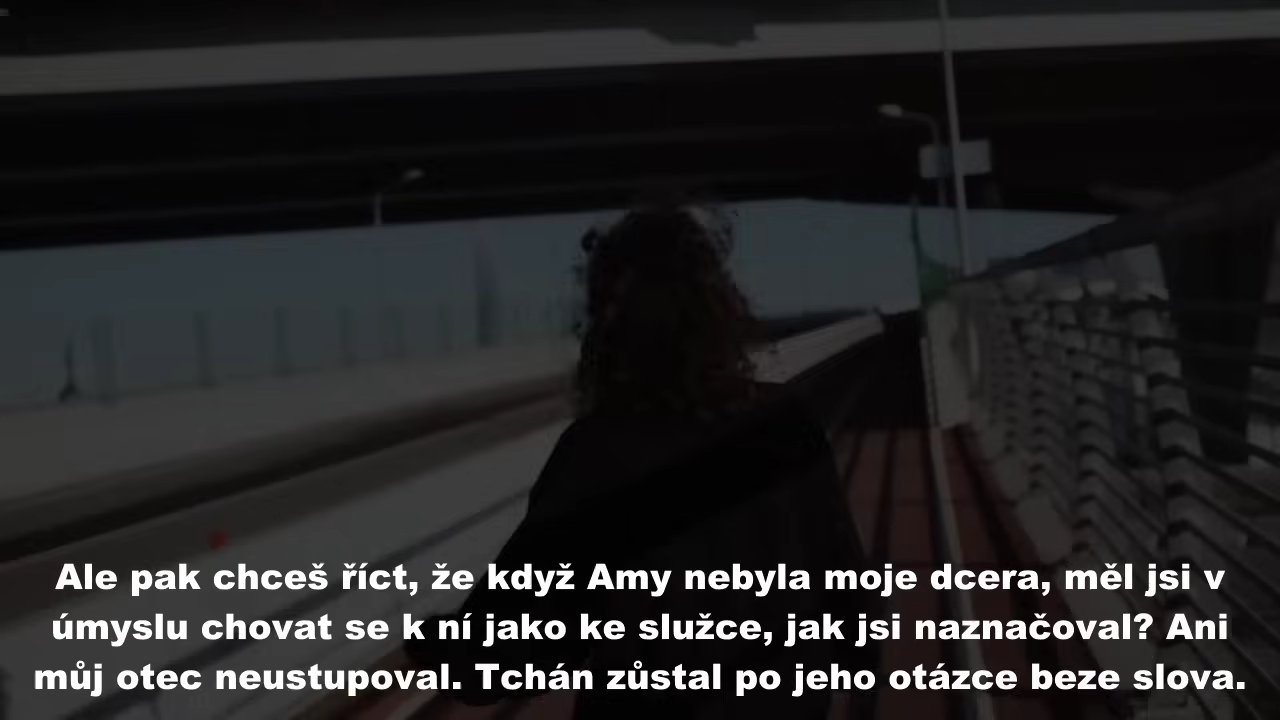 Ale pak chceš říct, že když Amy nebyla moje dcera, měl jsi v
úmyslu chovat se k ní jako ke služce, jak jsi naznačoval? Ani
můj otec neustupoval. Tchán zůstal po jeho otázce beze slova.